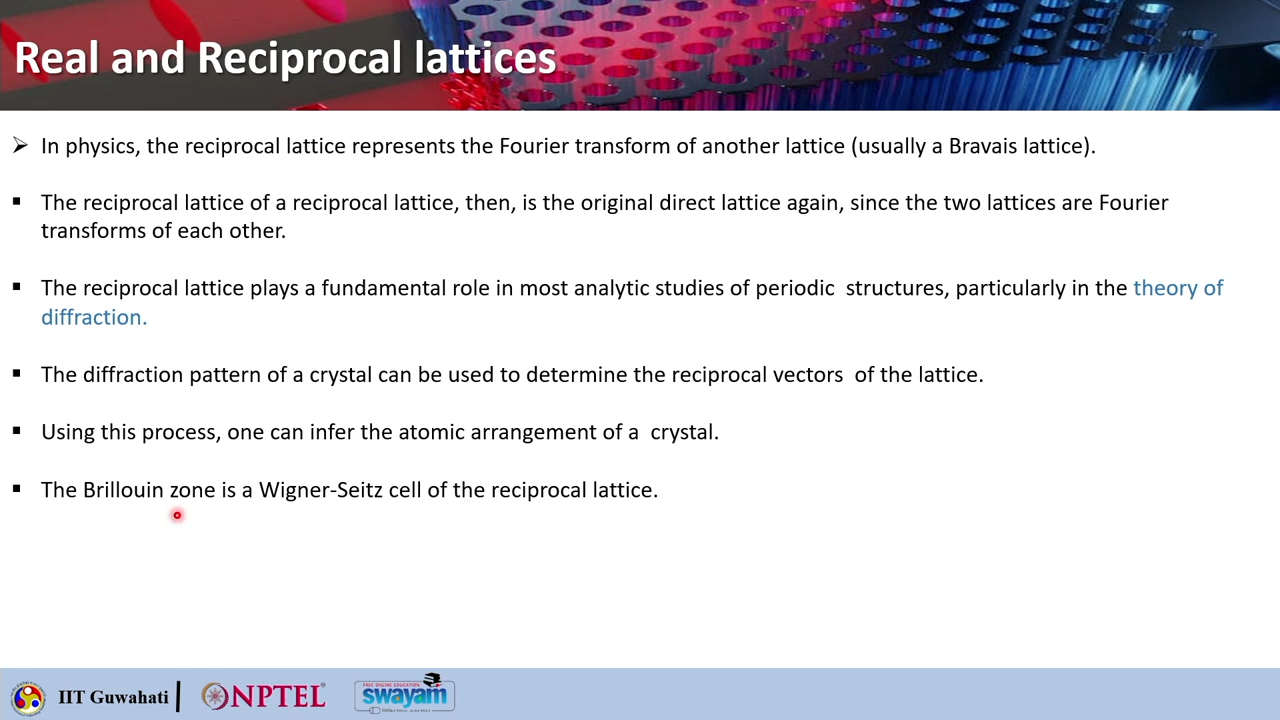 Real and Reciprocal lattices
In physics, the reciprocal lattice represents the Fourier transform of another lattice (usually a Bravais lattice).
The reciprocal lattice of a reciprocal lattice, then, is the original direct lattice again, since the two lattices are Fourier
transforms of each other.
The reciprocal lattice plays a fundamental role in most analytic studies of periodic structures, particularly in the theory of
diffraction.
The diffraction pattern of a crystal can be used to determine the reciprocal vectors of the lattice.
Using this process, one can infer the atomic arrangement of a crystal.
The Brillouin zone is a Wigner-Seitz cell of the reciprocal lattice.
IIT Guwahati
NPTEL
FREE ONLINE EDUCATION
swayam